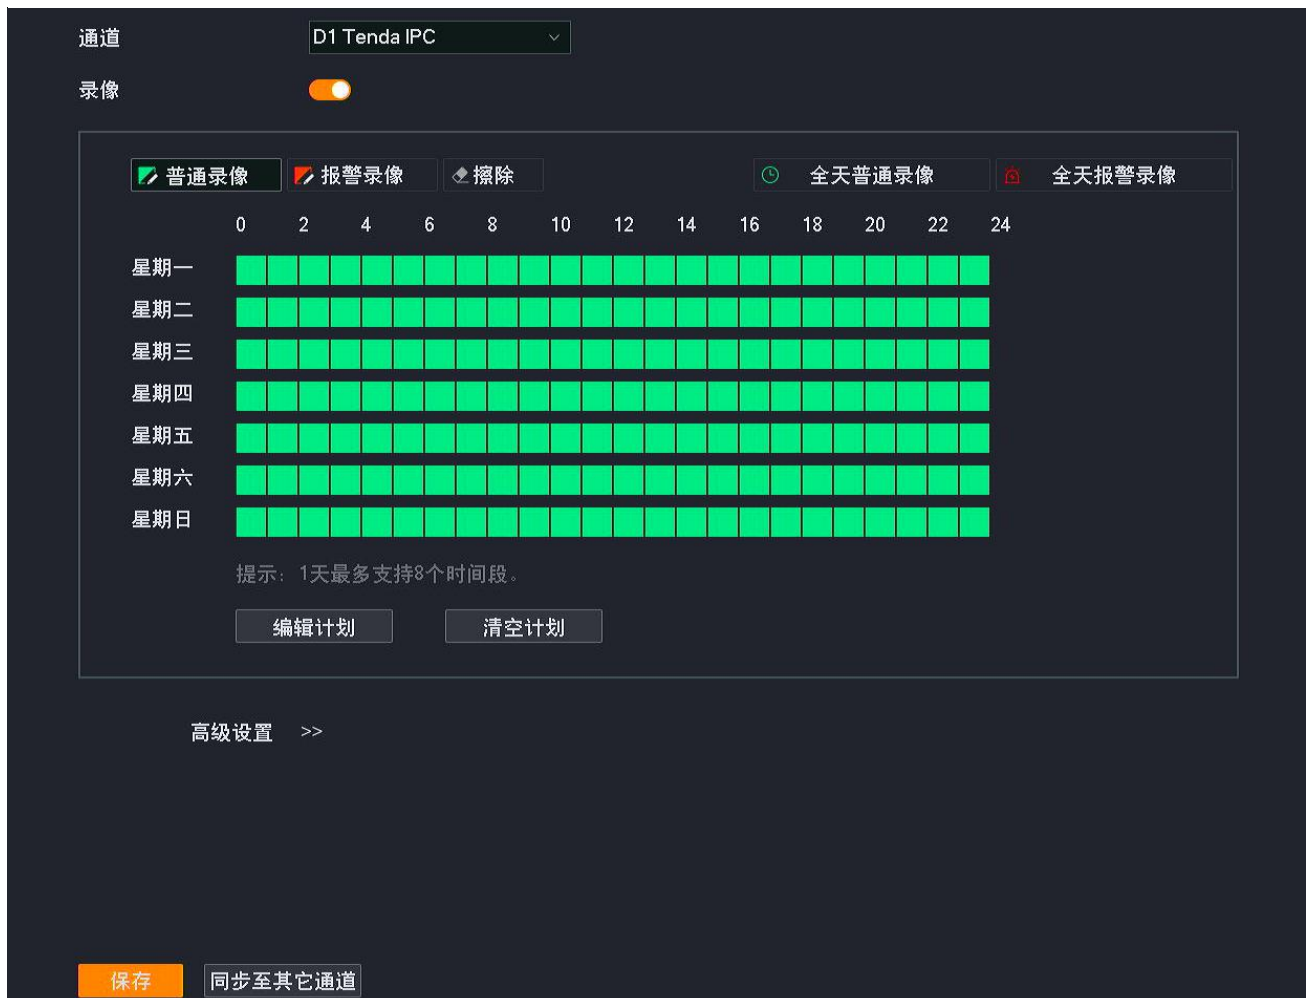 通道 D1 Tenda IPC
录像
普通录像 报警录像 擦除 全天普通录像 全天报警录像
0 2 4 6 8 10 12 14 16 18 20 22 24
星期一
星期二
星期三
星期四
星期五
星期六
星期日
提示：1天最多支持8个时间段。
编辑计划 清空计划
高级设置 >>
保存 同步至其它通道